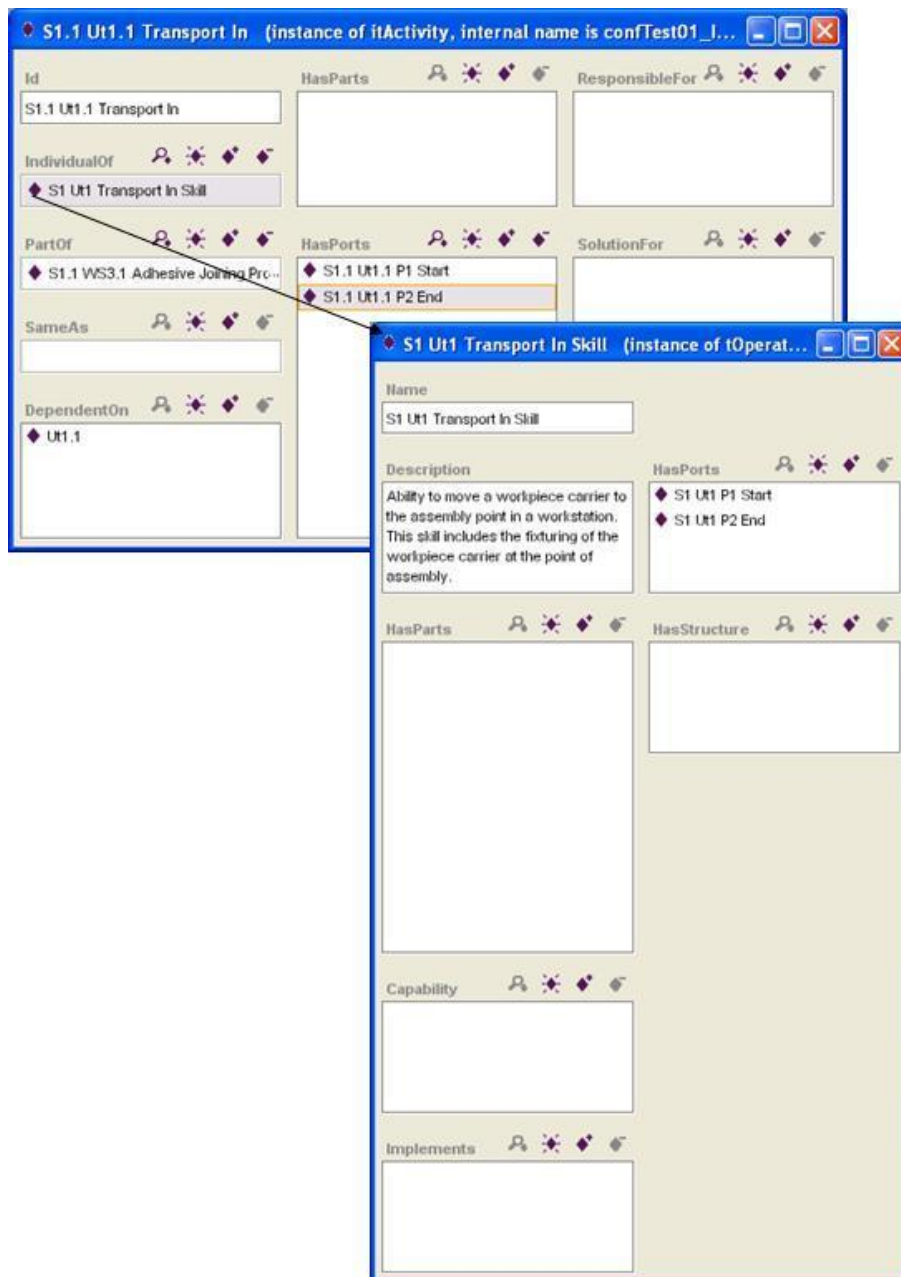 S1.1 Ut1.1 Transport In (instance of itActivity, internal name is confTest01_I...
Id
S1.1 Ut1.1 Transport In
IndividualOf
S1 Ut1 Transport In Skill
PartOf
S1.1 WS3.1 Adhesive Joining Pro...
SameAs
DependentOn
Ut1.1
HasParts
HasPorts
S1.1 Ut1.1 P1 Start
S1.1 Ut1.1 P2 End
ResponsibleFor
SolutionFor
S1 Ut1 Transport In Skill (instance of tOperat...
Name
S1 Ut1 Transport In Skill
Description
Ability to move a workpiece carrier to
the assembly point in a workstation.
This skill includes the fixturing of the
workpiece carrier at the point of
assembly.
HasPorts
S1 Ut1 P1 Start
S1 Ut1 P2 End
HasParts
HasStructure
Capability
Implements